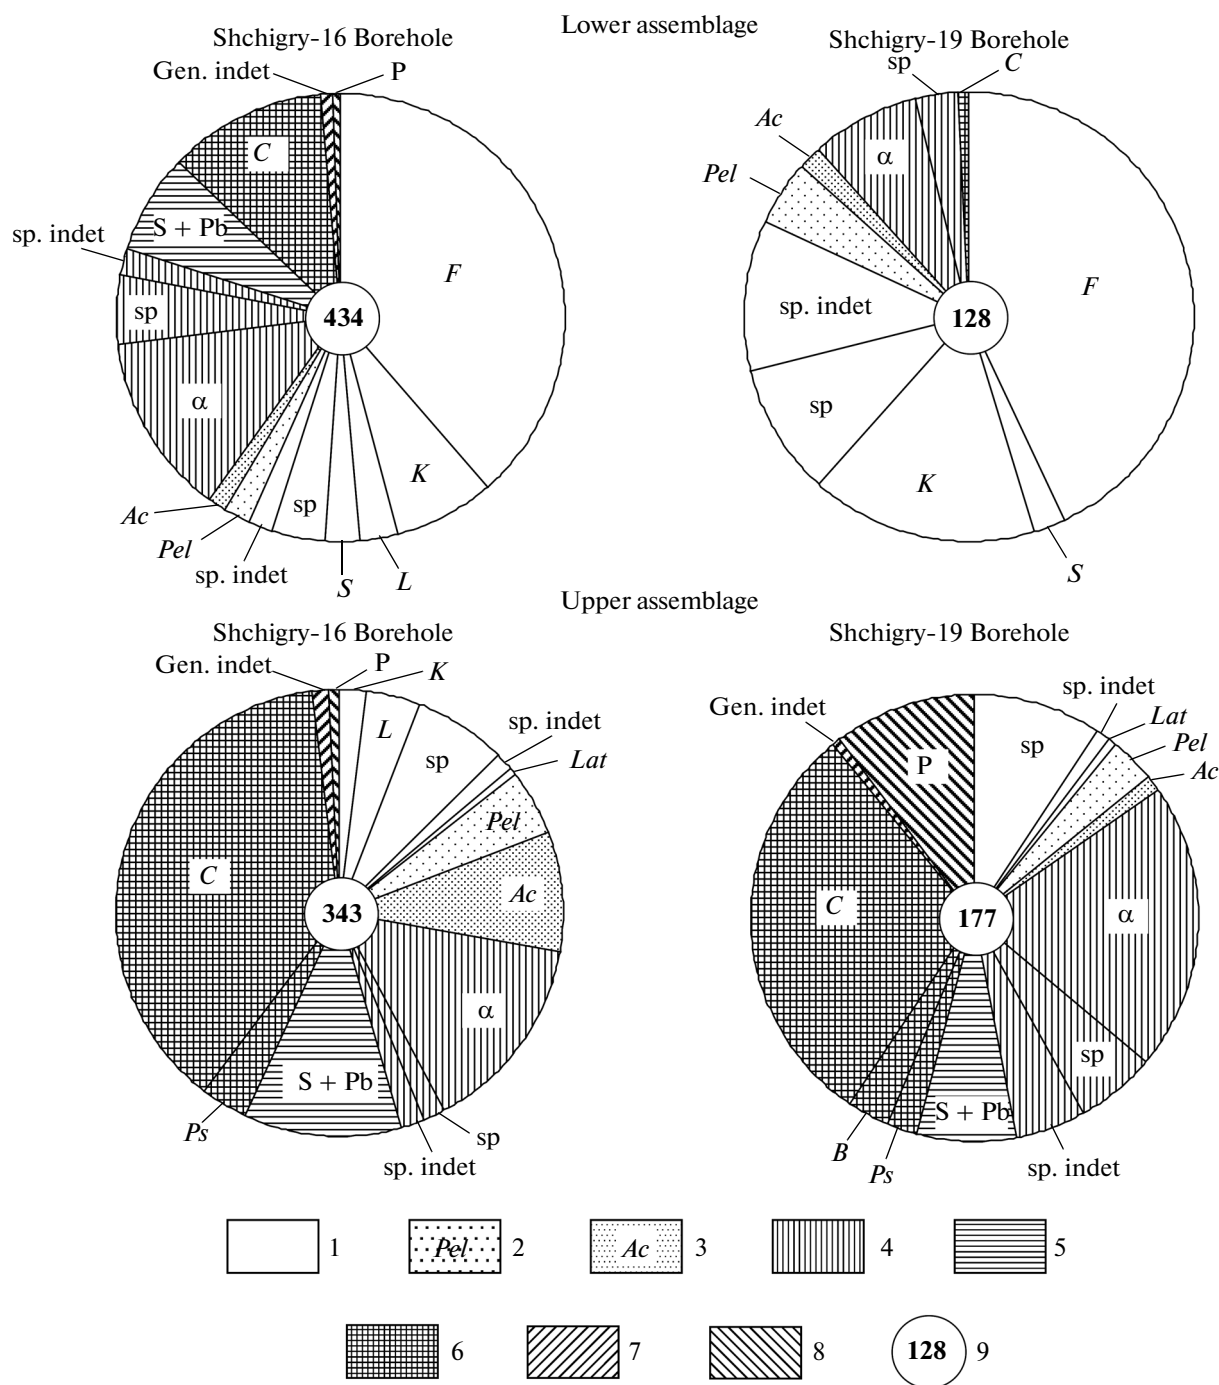 Lower assemblage
Shchigry-16 Borehole
Shchigry-19 Borehole
Gen. indet
P
C
S + Pb
sp. indet
sp
α
Ac
Pel
sp. indet
sp
S
L
K
F
434
sp
C
Ac
α
Pel
sp. indet
sp
K
S
F
128
Upper assemblage
Shchigry-16 Borehole
Shchigry-19 Borehole
Gen. indet
P
K
L
sp
sp. indet
Lat
Pel
Ac
α
sp
sp. indet
S + Pb
Ps
C
343
Gen. indet
P
sp
sp. indet
Lat
Pel
Ac
α
sp
sp. indet
S + Pb
Ps
B
C
177
1
Pel 2
Ac 3
4
5
6
7
8
128 9